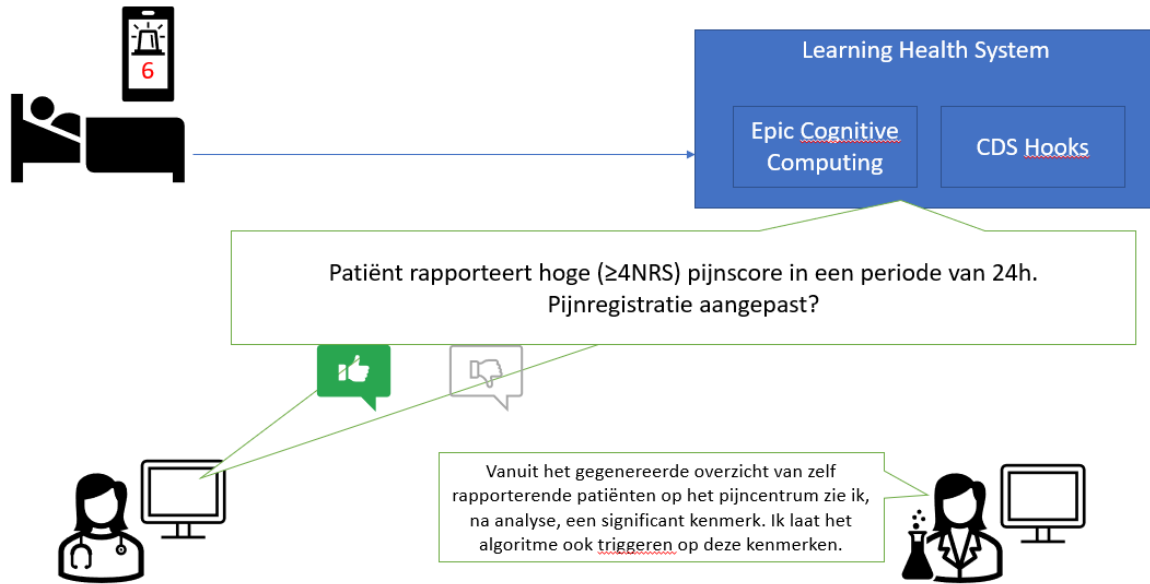 6
Learning Health System
Epic Cognitive
Computing
CDS Hooks
Patiënt rapporteert hoge (≥4NRS) pijnscore in een periode van 24h.
Pijnregistratie aangepast?
Vanuit het gegenereerde overzicht van zelf
rapporterende patiënten op het pijncentrum zie ik,
na analyse, een significant kenmerk. Ik laat het
algoritme ook triggeren op deze kenmerken.